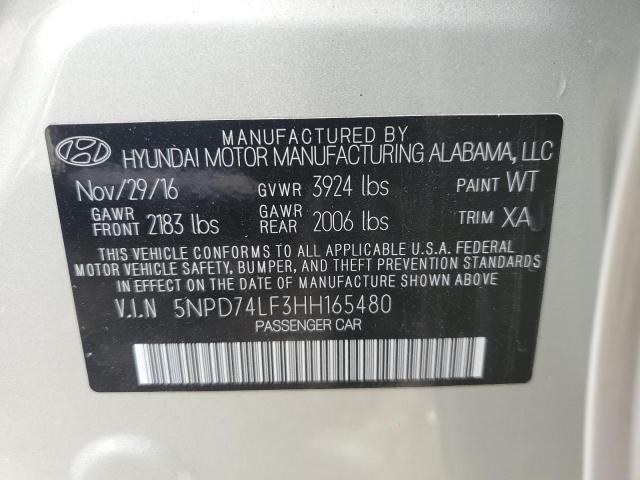 MANUFACTURED BY
HYUNDAI MOTOR MANUFACTURING ALABAMA, LLC
Nov/29/16 GVWR 3924 lbs PAINT WT
GAWR FRONT 2183 lbs GAWR REAR 2006 lbs TRIM XA
THIS VEHICLE CONFORMS TO ALL APPLICABLE U.S.A. FEDERAL
MOTOR VEHICLE SAFETY, BUMPER, AND THEFT PREVENTION STANDARDS
IN EFFECT ON THE DATE OF MANUFACTURE SHOWN ABOVE.
V.I.N 5NPD74LF3HH165480
PASSENGER CAR